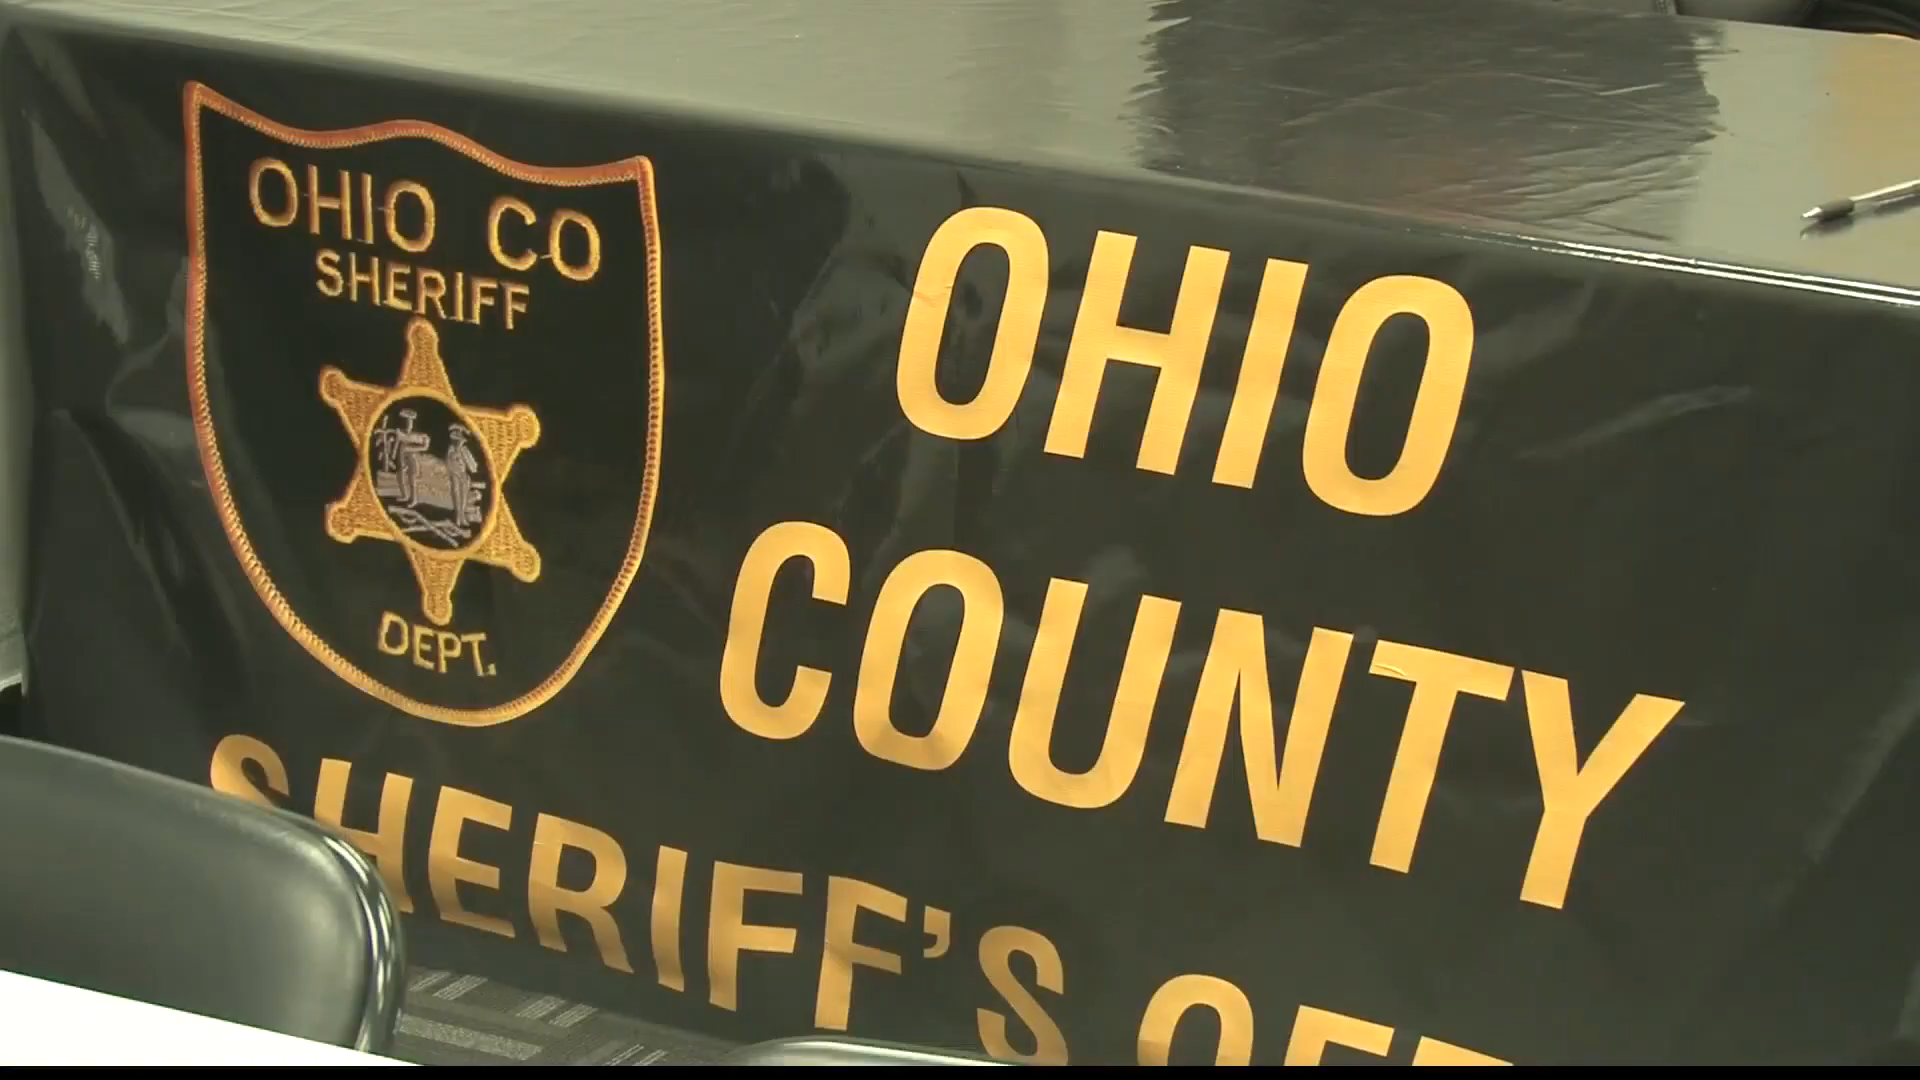 OHIO CO
SHERIFF
DEPT.
OHIO
COUNTY
SHERIFF'S